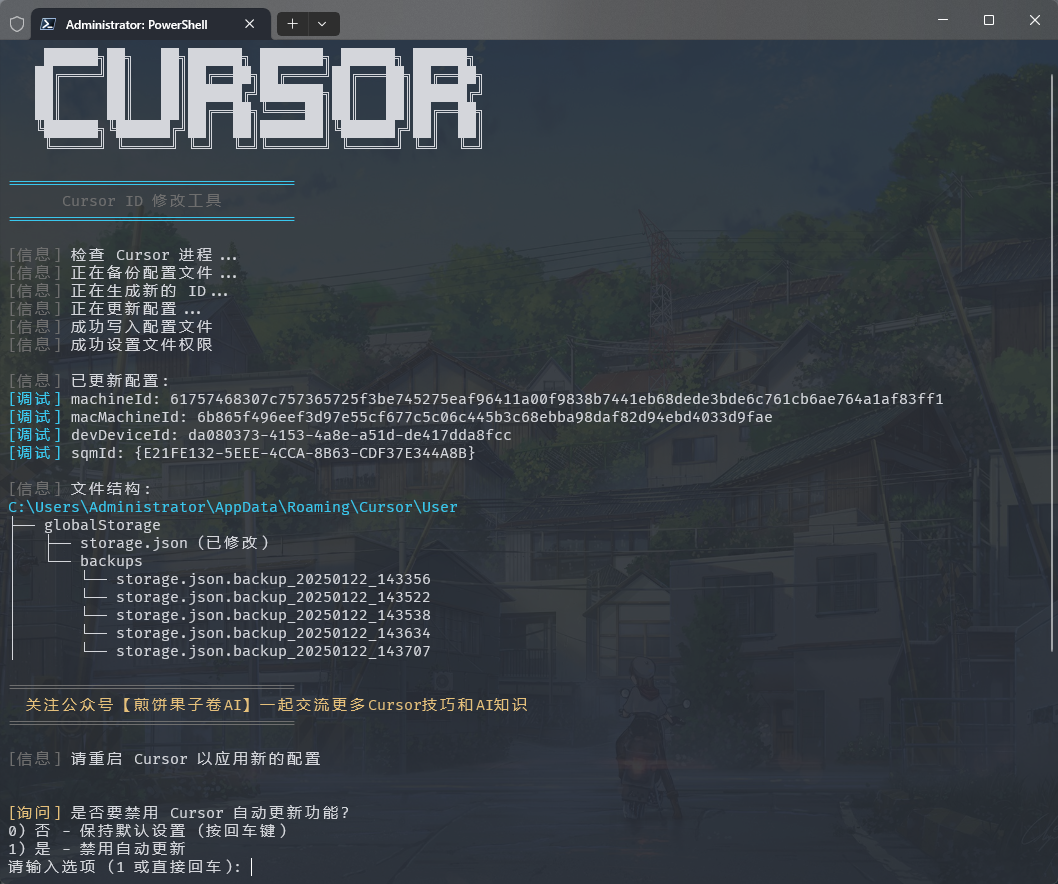 Administrator: PowerShell
CURSOR
Cursor ID 修改工具
[信息] 检查 Cursor 进程...
[信息] 正在备份配置文件...
[信息] 正在生成新的 ID...
[信息] 正在更新配置...
[信息] 成功写入配置文件
[信息] 成功设置文件权限
[信息] 已更新配置:
[调试] machineId: 61757468307c757365725f3be745275eaf96411a00f9838b7441eb68dede3bde6c761cb6ae764a1af83ff1
[调试] macMachineId: 6b865f496eef3d97e55cf677c5c06c445b3c68ebba98daf82d94ebd4033d9fae
[调试] devDeviceId: da080373-4153-4a8e-a51d-de417dda8fcc
[调试] sqmId: {E21FE132-5EEE-4CCA-8B63-CDF37E344A8B}
[信息] 文件结构:
C:\Users\Administrator\AppData\Roaming\Cursor\User
├── globalStorage
│   ├── storage.json (已修改)
│   └── backups
│       └── storage.json.backup_20250122_143356
│       └── storage.json.backup_20250122_143522
│       └── storage.json.backup_20250122_143538
│       └── storage.json.backup_20250122_143634
│       └── storage.json.backup_20250122_143707
关注公众号【煎饼果子卷AI】一起交流更多Cursor技巧和AI知识
[信息] 请重启 Cursor 以应用新的配置
[询问] 是否要禁用 Cursor 自动更新功能?
0) 否 - 保持默认设置 (按回车键)
1) 是 - 禁用自动更新
请输入选项 (1 或直接回车):